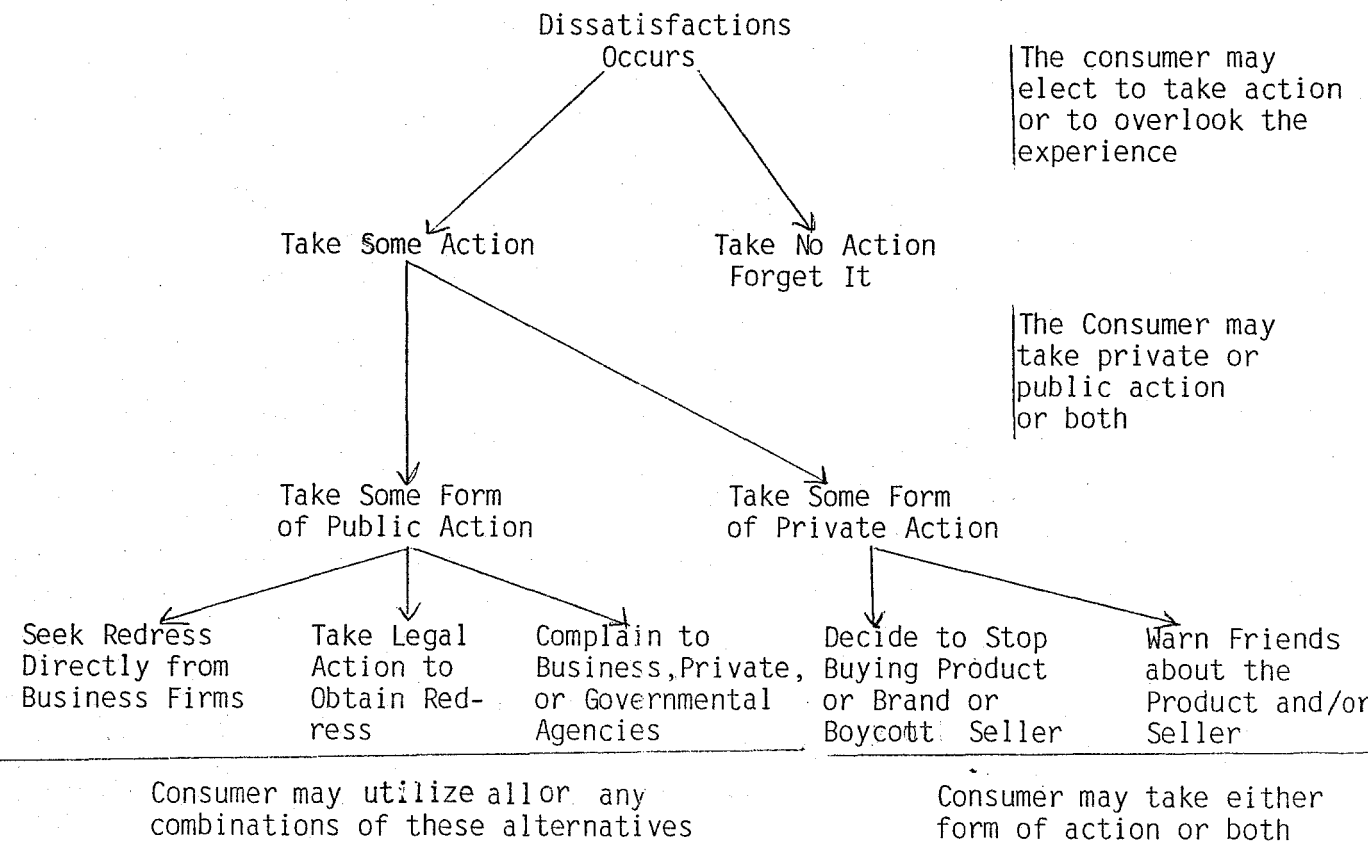 Dissatisfactions
Occurs
The consumer may
elect to take action
or to overlook the
experience
Take Some Action
Take No Action
Forget It
The Consumer may
take private or
public action
or both
Take Some Form
of Public Action
Take Some Form
of Private Action
Seek Redress
Directly from
Business Firms
Take Legal
Action to
Obtain Red-
ress
Complain to
Business,Private,
or Governmental
Agencies
Decide to Stop
Buying Product
or Brand or
Boycott Seller
Warn Friends
about the
Product and/or
Seller
Consumer may utilize all or any
combinations of these alternatives
Consumer may take either
form of action or both